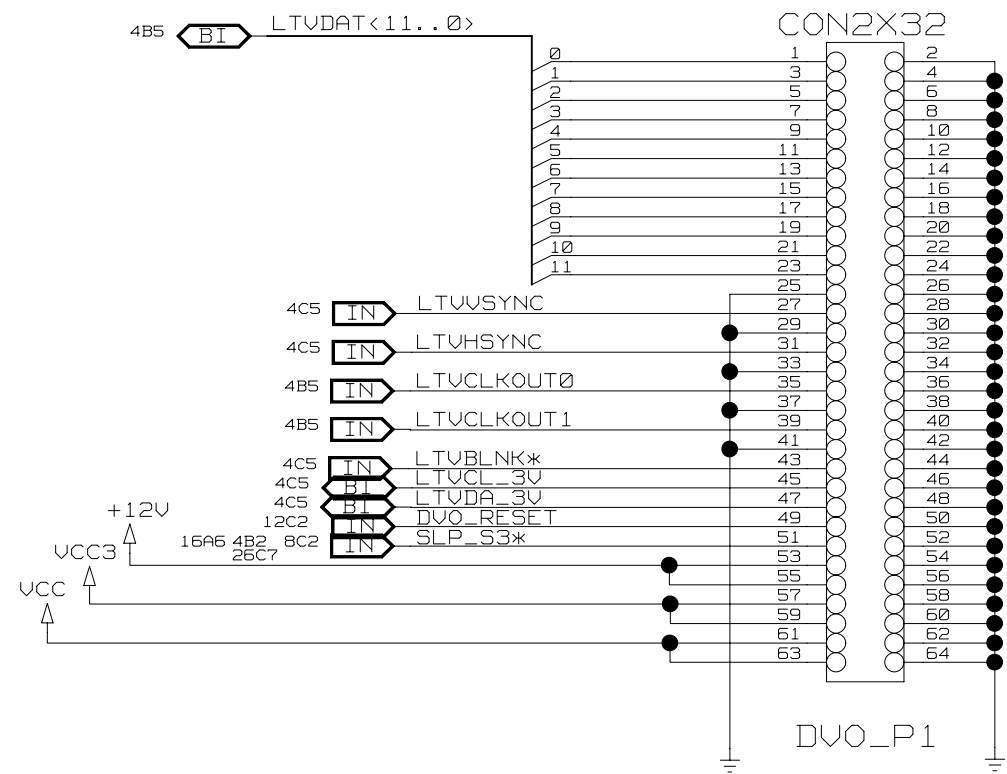 CON2X32
4B5 BI LTVDAT<11..0>
0 1 2
1 3 4
2 5 6
3 7 8
4 9 10
5 11 12
6 13 14
7 15 16
8 17 18
9 19 20
10 21 22
11 23 24
25 26
4C5 IN LTVVSYNC 27 28
29 30
4C5 IN LTVHSYNC 31 32
33 34
4B5 IN LTVCLKOUT0 35 36
37 38
4B5 IN LTVCLKOUT1 39 40
41 42
4C5 IN LTVBLNK* 43 44
4C5 BI LTVCL_3V 45 46
4C5 BI LTVDA_3V 47 48
12C2 IN DVO_RESET 49 50
16A6 4B2 8C2 IN SLP_S3* 51 52
26C7
+12V 53 54
55 56
VCC3 57 58
59 60
VCC 61 62
63 64
DVO_P1